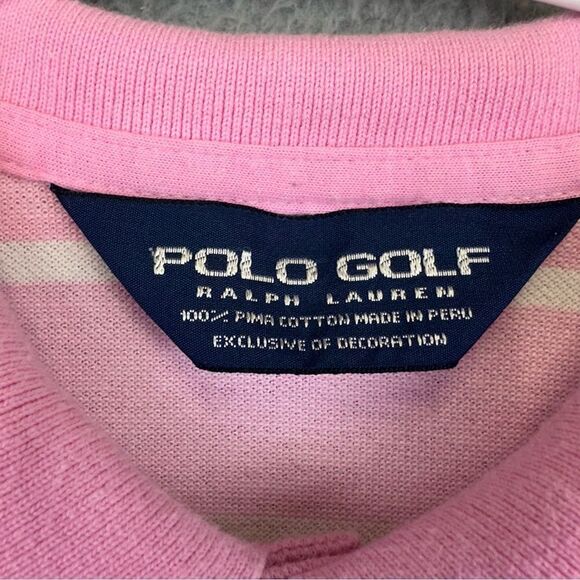 POLO GOLF
RALPH LAUREN
100% PIMA COTTON MADE IN PERU
EXCLUSIVE OF DECORATION